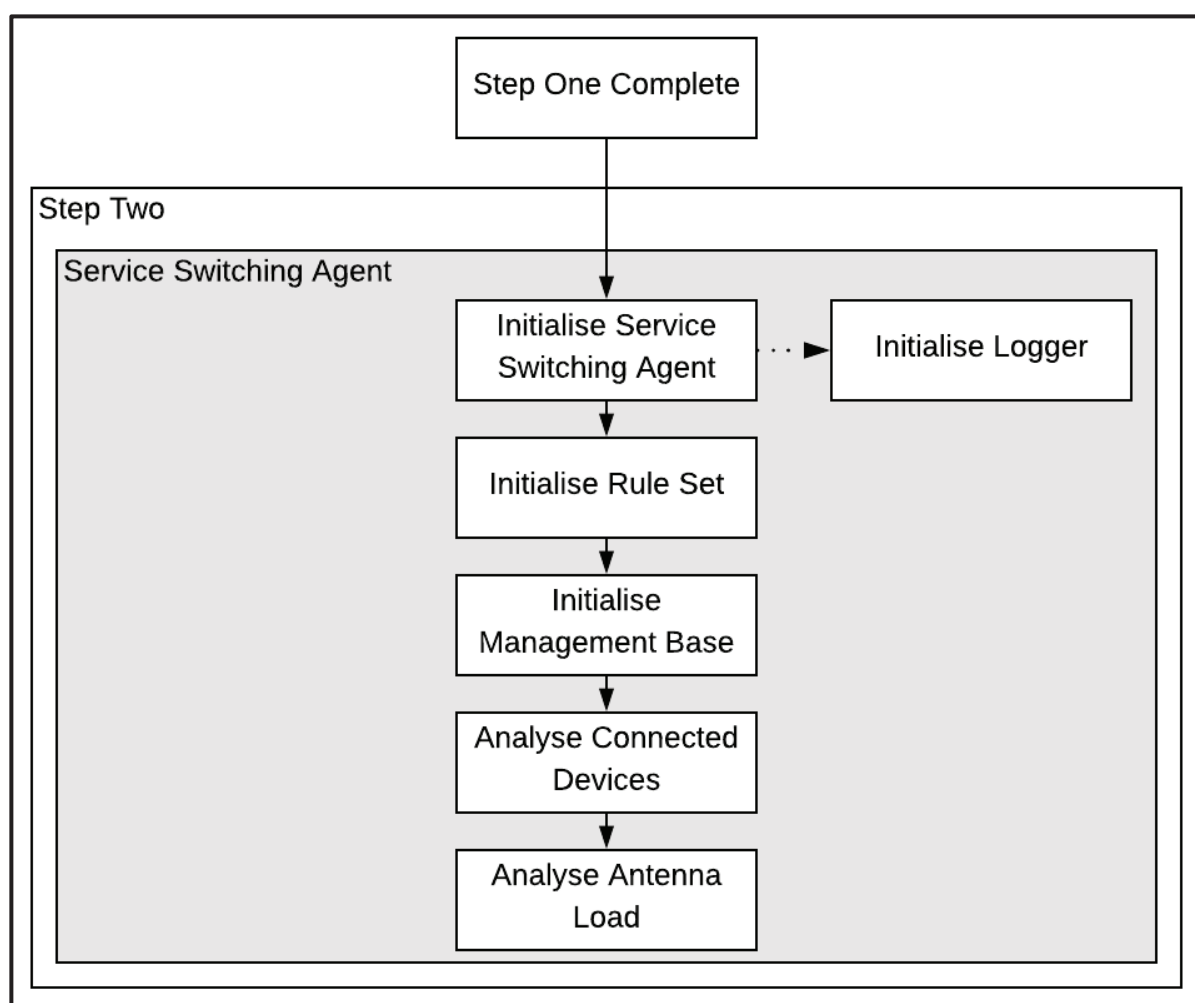 Step One Complete
Step Two
Service Switching Agent
Initialise Service
Switching Agent
Initialise Logger
Initialise Rule Set
Initialise
Management Base
Analyse Connected
Devices
Analyse Antenna
Load